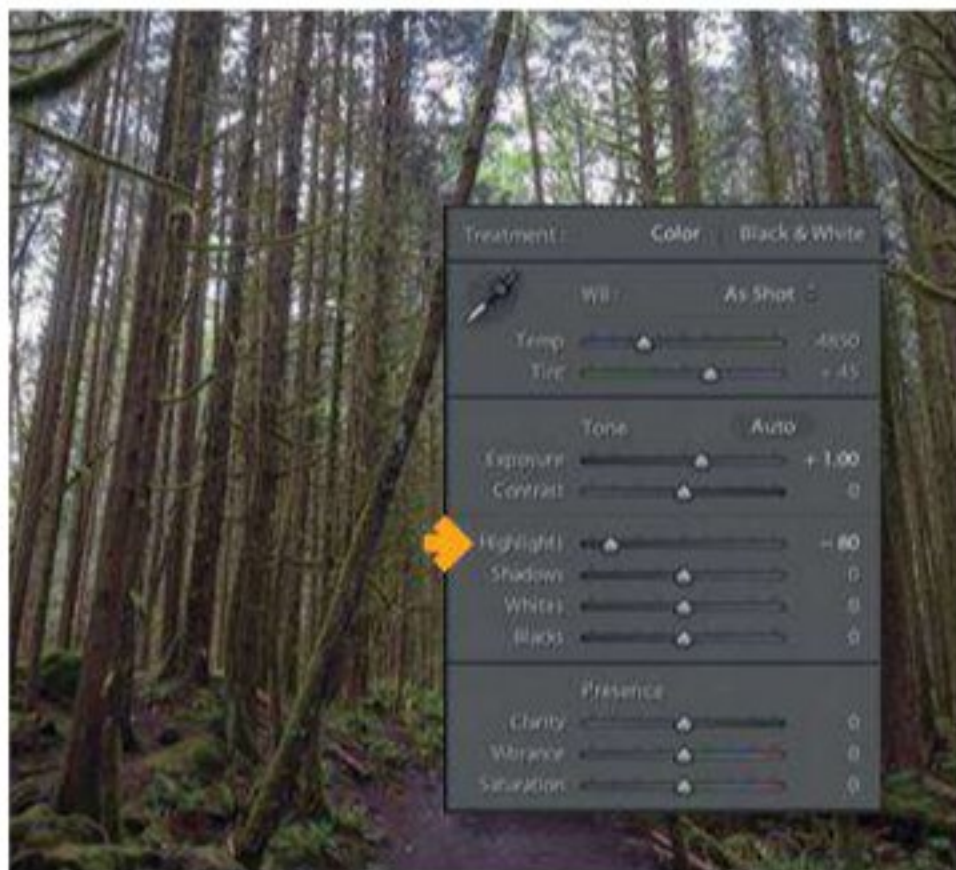 Treatment : Color | Black & White
WB : As Shot
Temp 4850
Tint + 45
Tone Auto
Exposure + 1.00
Contrast 0
Highlights − 80
Shadows 0
Whites 0
Blacks 0
Presence
Clarity 0
Vibrance 0
Saturation 0